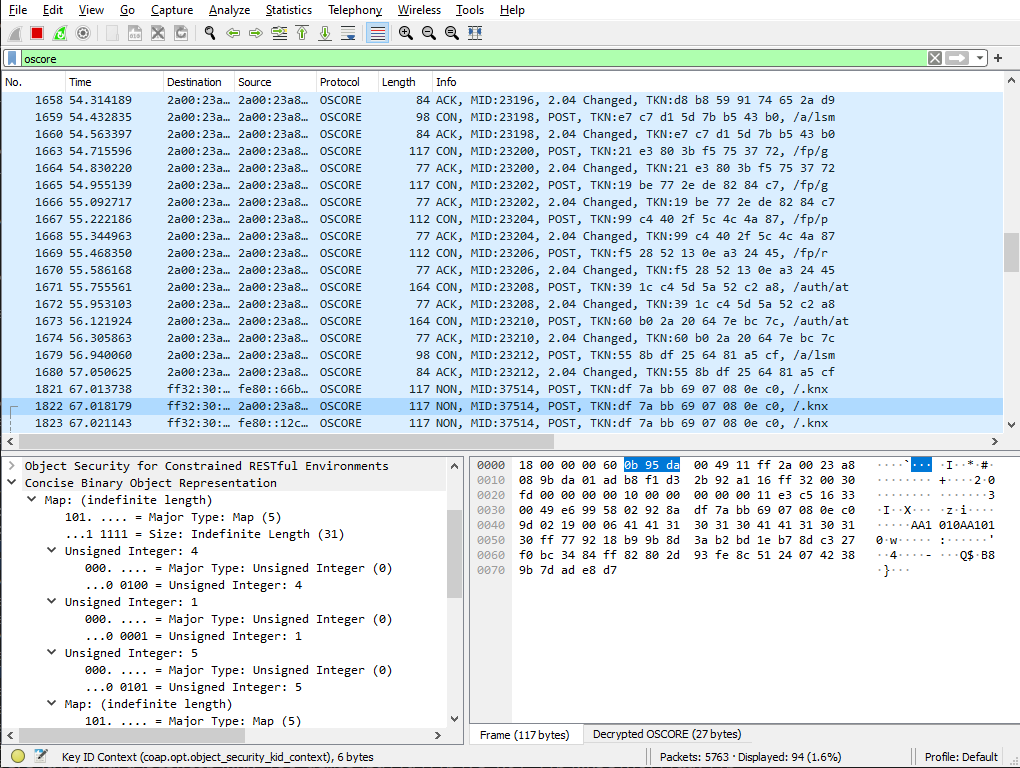 File Edit View Go Capture Analyze Statistics Telephony Wireless Tools Help
oscore
No. Time Destination Source Protocol Length Info
1658 54.314189 2a00:23a… 2a00:23a8… OSCORE 84 ACK, MID:23196, 2.04 Changed, TKN:d8 b8 59 91 74 65 2a d9
1659 54.432835 2a00:23a… 2a00:23a8… OSCORE 98 CON, MID:23198, POST, TKN:e7 c7 d1 5d 7b b5 43 b0, /a/lsm
1660 54.563397 2a00:23a… 2a00:23a8… OSCORE 84 ACK, MID:23198, 2.04 Changed, TKN:e7 c7 d1 5d 7b b5 43 b0
1663 54.715596 2a00:23a… 2a00:23a8… OSCORE 117 CON, MID:23200, POST, TKN:21 e3 80 3b f5 75 37 72, /fp/g
1664 54.830220 2a00:23a… 2a00:23a8… OSCORE 77 ACK, MID:23200, 2.04 Changed, TKN:21 e3 80 3b f5 75 37 72
1665 54.955139 2a00:23a… 2a00:23a8… OSCORE 117 CON, MID:23202, POST, TKN:19 be 77 2e de 82 84 c7, /fp/g
1666 55.092717 2a00:23a… 2a00:23a8… OSCORE 77 ACK, MID:23202, 2.04 Changed, TKN:19 be 77 2e de 82 84 c7
1667 55.222186 2a00:23a… 2a00:23a8… OSCORE 112 CON, MID:23204, POST, TKN:99 c4 40 2f 5c 4c 4a 87, /fp/p
1668 55.344963 2a00:23a… 2a00:23a8… OSCORE 77 ACK, MID:23204, 2.04 Changed, TKN:99 c4 40 2f 5c 4c 4a 87
1669 55.468350 2a00:23a… 2a00:23a8… OSCORE 112 CON, MID:23206, POST, TKN:f5 28 52 13 0e a3 24 45, /fp/r
1670 55.586168 2a00:23a… 2a00:23a8… OSCORE 77 ACK, MID:23206, 2.04 Changed, TKN:f5 28 52 13 0e a3 24 45
1671 55.755561 2a00:23a… 2a00:23a8… OSCORE 164 CON, MID:23208, POST, TKN:39 1c c4 5d 5a 52 c2 a8, /auth/at
1672 55.953103 2a00:23a… 2a00:23a8… OSCORE 77 ACK, MID:23208, 2.04 Changed, TKN:39 1c c4 5d 5a 52 c2 a8
1673 56.121924 2a00:23a… 2a00:23a8… OSCORE 164 CON, MID:23210, POST, TKN:60 b0 2a 20 64 7e bc 7c, /auth/at
1674 56.305863 2a00:23a… 2a00:23a8… OSCORE 77 ACK, MID:23210, 2.04 Changed, TKN:60 b0 2a 20 64 7e bc 7c
1679 56.940060 2a00:23a… 2a00:23a8… OSCORE 98 CON, MID:23212, POST, TKN:55 8b df 25 64 81 a5 cf, /a/lsm
1680 57.050625 2a00:23a… 2a00:23a8… OSCORE 84 ACK, MID:23212, 2.04 Changed, TKN:55 8b df 25 64 81 a5 cf
1821 67.013738 ff32:30:… fe80::66b… OSCORE 117 NON, MID:37514, POST, TKN:df 7a bb 69 07 08 0e c0, /.knx
1822 67.018179 ff32:30:… 2a00:23a8… OSCORE 117 NON, MID:37514, POST, TKN:df 7a bb 69 07 08 0e c0, /.knx
1823 67.021143 ff32:30:… fe80::12c… OSCORE 117 NON, MID:37514, POST, TKN:df 7a bb 69 07 08 0e c0, /.knx
Object Security for Constrained RESTful Environments
Concise Binary Object Representation
Map: (indefinite length)
101. .... = Major Type: Map (5)
...1 1111 = Size: Indefinite Length (31)
Unsigned Integer: 4
000. .... = Major Type: Unsigned Integer (0)
...0 0100 = Unsigned Integer: 4
Unsigned Integer: 1
000. .... = Major Type: Unsigned Integer (0)
...0 0001 = Unsigned Integer: 1
Unsigned Integer: 5
000. .... = Major Type: Unsigned Integer (0)
...0 0101 = Unsigned Integer: 5
Map: (indefinite length)
101. .... = Major Type: Map (5)
0000 18 00 00 00 60 0b 95 da 00 49 11 ff 2a 00 23 a8 ····`··· ·I··*·#·
0010 08 9b da 01 ad b8 f1 d3 2b 92 a1 16 ff 32 00 30 ········ +····2·0
0020 fd 00 00 00 00 10 00 00 00 00 00 11 e3 c5 16 33 ········ ·······3
0030 00 49 e6 99 58 02 92 8a df 7a bb 69 07 08 0e c0 ·I··X··· ·z·i····
0040 9d 02 19 00 06 41 41 31 30 31 30 41 41 31 30 31 ·····AA1 010AA101
0050 30 ff 77 92 18 b9 9b 8d 3a b2 bd 1e b7 8d c3 27 0·w····· :······'
0060 f0 bc 34 84 ff 82 80 2d 93 fe 8c 51 24 07 42 38 ··4····- ···Q$·B8
0070 9b 7d ad e8 d7 ·}···
Frame (117 bytes) Decrypted OSCORE (27 bytes)
Key ID Context (coap.opt.object_security_kid_context), 6 bytes Packets: 5763 · Displayed: 94 (1.6%) Profile: Default